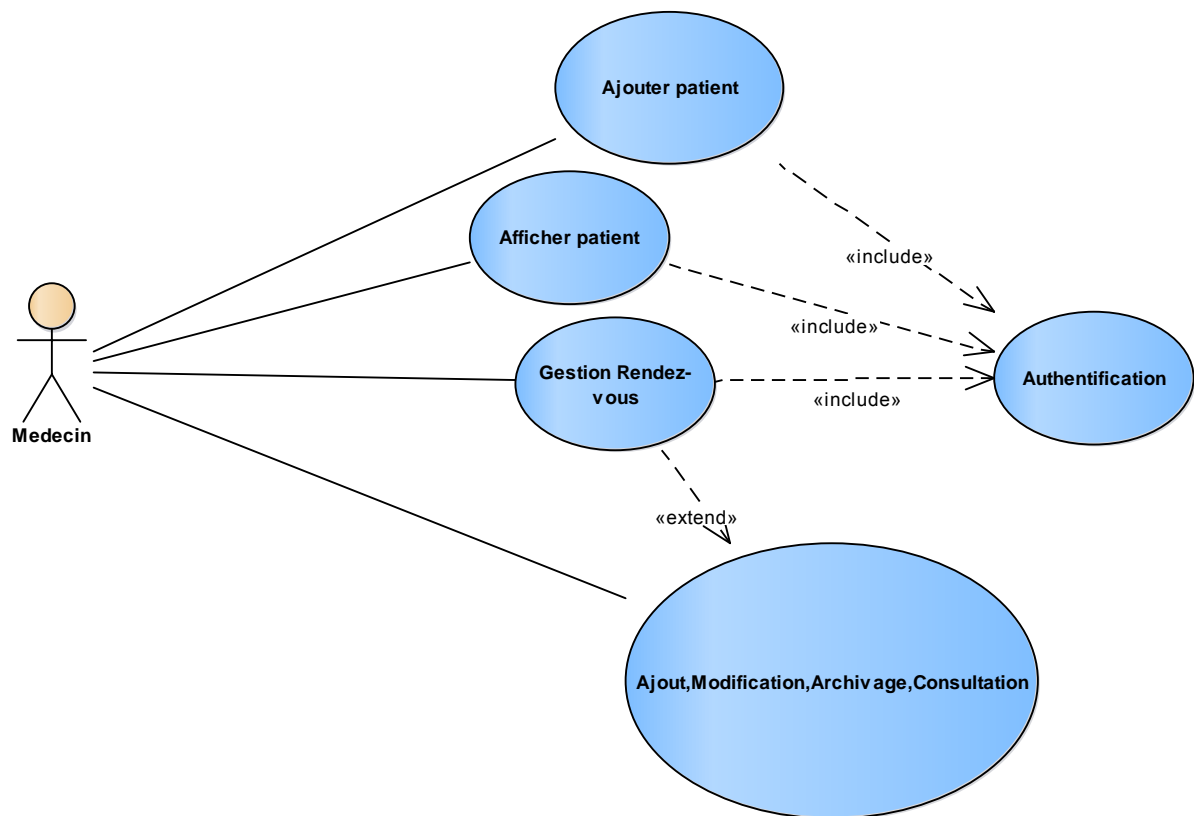 Ajouter patient
Afficher patient
«include»
«include»
Gestion Rendez-
vous
Authentification
«include»
Medecin
«extend»
Ajout,Modification,Archivage,Consultation